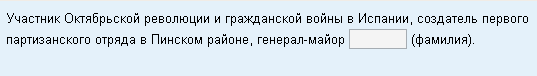 Участник Октябрьской революции и гражданской войны в Испании, создатель первого
партизанского отряда в Пинском районе, генерал-майор (фамилия).